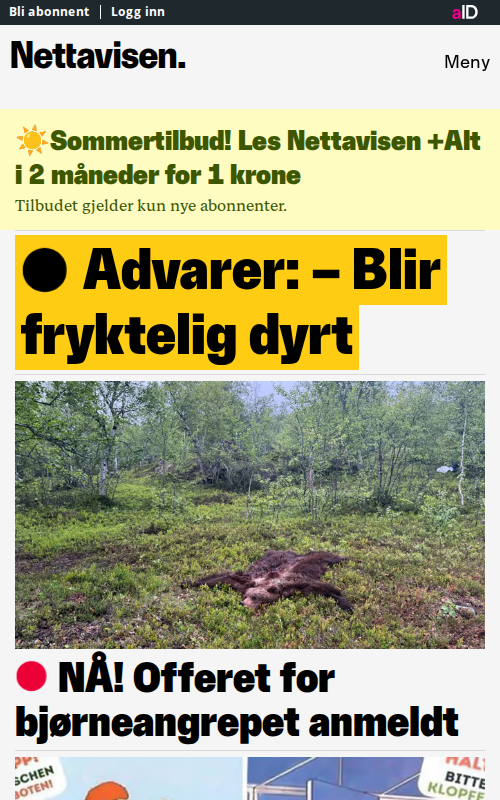 Bli abonnent | Logg inn
aID
Nettavisen.
Meny
☀️Sommertilbud! Les Nettavisen +Alt
i 2 måneder for 1 krone
Tilbudet gjelder kun nye abonnenter.
● Advarer: – Blir
fryktelig dyrt
NÅ! Offeret for
bjørneangrepet anmeldt
SCHEN
BOTEN!
HALT
BITTE
KLOPFE